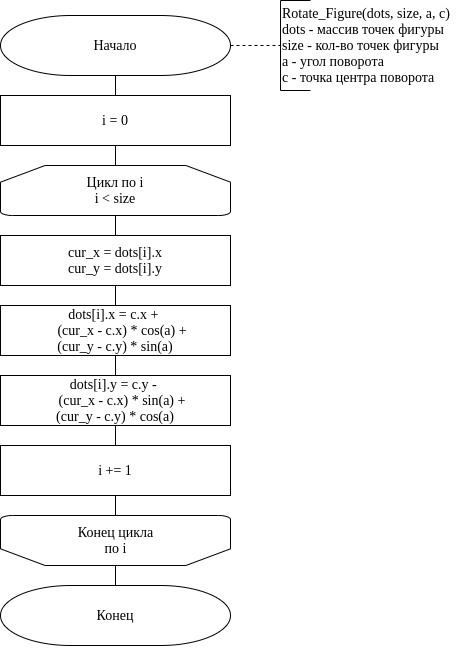 Начало
Rotate_Figure(dots, size, a, c)
dots - массив точек фигуры
size - кол-во точек фигуры
a - угол поворота
c - точка центра поворота
i = 0
Цикл по i
i < size
cur_x = dots[i].x
cur_y = dots[i].y
dots[i].x = c.x +
(cur_x - c.x) * cos(a) +
(cur_y - c.y) * sin(a)
dots[i].y = c.y -
(cur_x - c.x) * sin(a) +
(cur_y - c.y) * cos(a)
i += 1
Конец цикла
по i
Конец